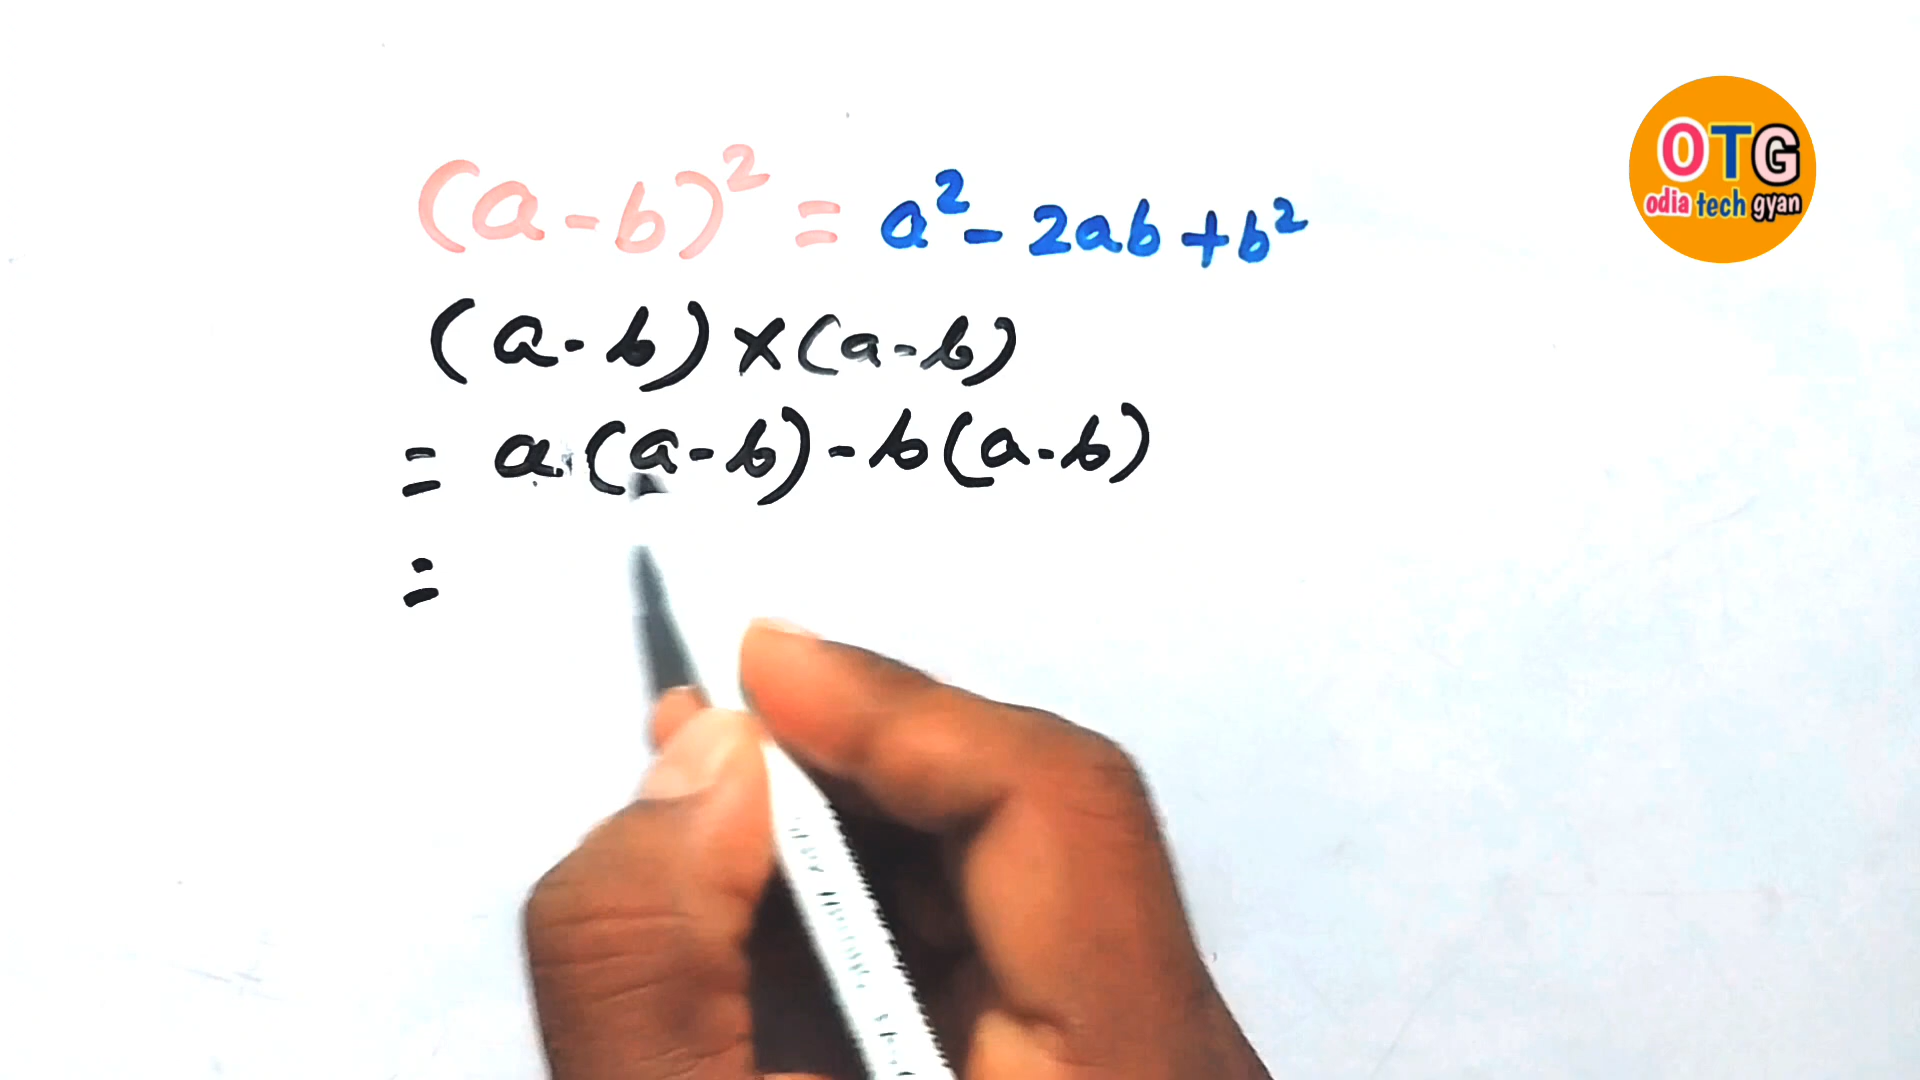 (a-b)² = a² - 2ab + b²
(a-b)×(a-b)
= a.(a-b)-b(a-b)
=
OTG
odia tech gyan